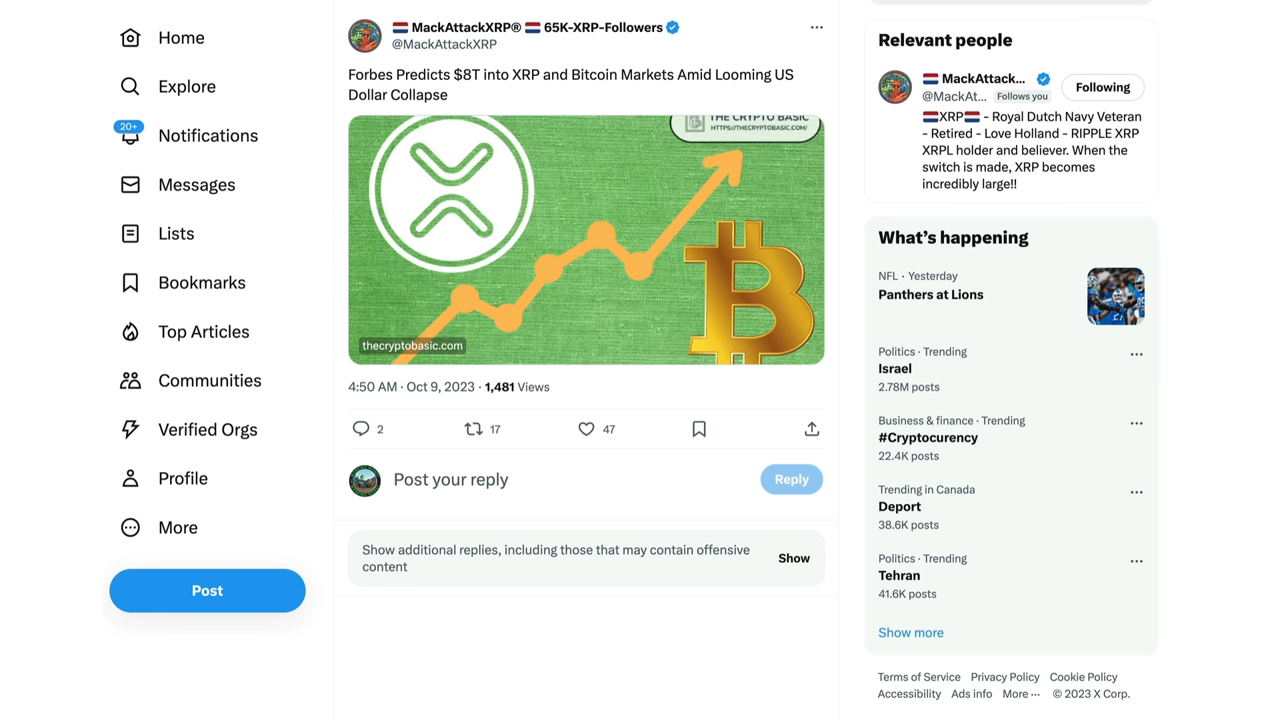 Home
Explore
20+
Notifications
Messages
Lists
Bookmarks
Top Articles
Communities
Verified Orgs
Profile
More
Post
MackAttackXRP® 65K-XRP-Followers
@MackAttackXRP
Forbes Predicts $8T into XRP and Bitcoin Markets Amid Looming US
Dollar Collapse
THE CRYPTO BASIC
HTTPS://THECRYPTOBASIC.COM/
thecryptobasic.com
4:50 AM · Oct 9, 2023 · 1,481 Views
2 17 47
Post your reply
Reply
Show additional replies, including those that may contain offensive
content
Show
Relevant people
MackAttack...
@MackAt... Follows you
Following
XRP - Royal Dutch Navy Veteran
- Retired - Love Holland - RIPPLE XRP
XRPL holder and believer. When the
switch is made, XRP becomes
incredibly large!!
What’s happening
NFL · Yesterday
Panthers at Lions
Politics · Trending
Israel
2.78M posts
Business & finance · Trending
#Cryptocurency
22.4K posts
Trending in Canada
Deport
38.6K posts
Politics · Trending
Tehran
41.6K posts
Show more
Terms of Service Privacy Policy Cookie Policy
Accessibility Ads info More ··· © 2023 X Corp.